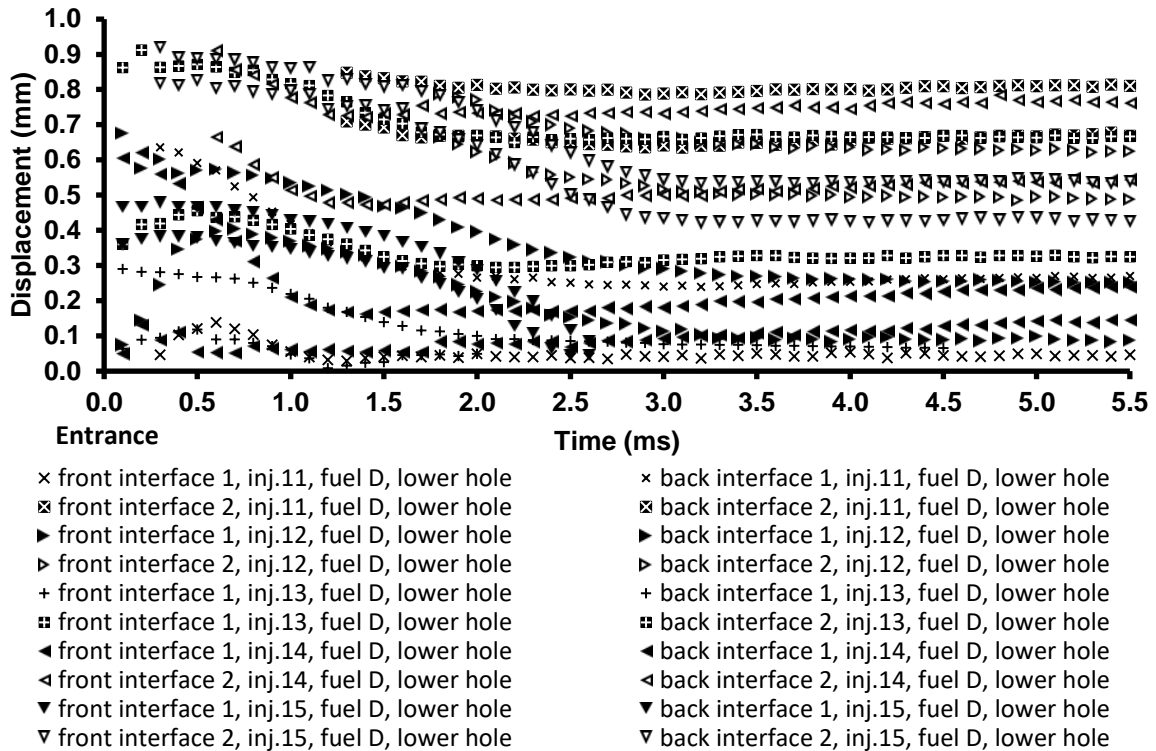 1.0
0.9
0.8
0.7
0.6
0.5
0.4
0.3
0.2
0.1
0.0
Displacement (mm)
0.0 0.5 1.0 1.5 2.0 2.5 3.0 3.5 4.0 4.5 5.0 5.5
Entrance
Time (ms)
front interface 1, inj.11, fuel D, lower hole
back interface 1, inj.11, fuel D, lower hole
front interface 2, inj.11, fuel D, lower hole
back interface 2, inj.11, fuel D, lower hole
front interface 1, inj.12, fuel D, lower hole
back interface 1, inj.12, fuel D, lower hole
front interface 2, inj.12, fuel D, lower hole
back interface 2, inj.12, fuel D, lower hole
front interface 1, inj.13, fuel D, lower hole
back interface 1, inj.13, fuel D, lower hole
front interface 1, inj.13, fuel D, lower hole
back interface 2, inj.13, fuel D, lower hole
front interface 1, inj.14, fuel D, lower hole
back interface 1, inj.14, fuel D, lower hole
front interface 2, inj.14, fuel D, lower hole
back interface 2, inj.14, fuel D, lower hole
front interface 1, inj.15, fuel D, lower hole
back interface 1, inj.15, fuel D, lower hole
front interface 2, inj.15, fuel D, lower hole
back interface 2, inj.15, fuel D, lower hole